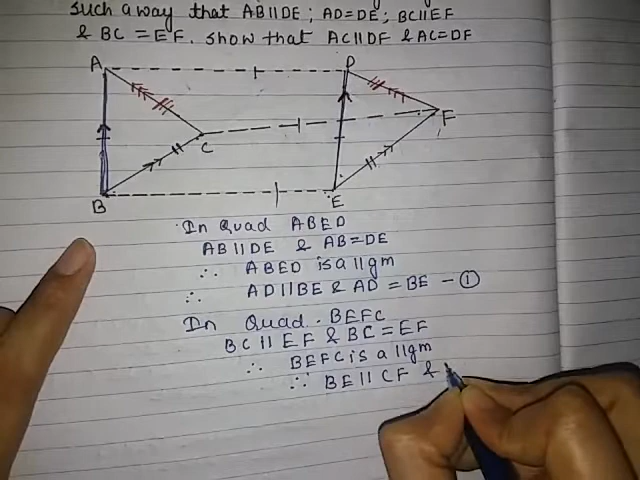 such a way that AB||DE; AD=DE; BC||EF
& BC = EF. show that AC||DF & AC=DF
A D
C F
B E
In Quad ABED
AB||DE & AB=DE
∴ ABED is a ||gm
∴ AD||BE & AD = BE - ①
In Quad. BEFC
BC || EF & BC = EF
∴ BEFC is a ||gm
∴ BE || CF &